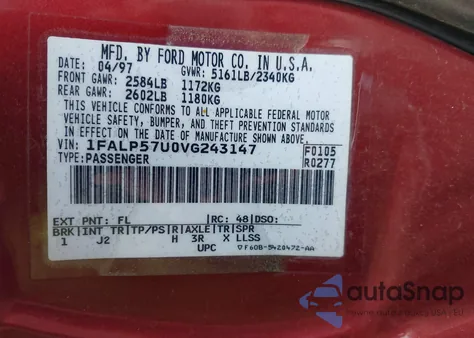 MFD. BY FORD MOTOR CO. IN U.S.A.
DATE: 04/97 GVWR: 5161LB/2340KG
FRONT GAWR: 2584LB 1172KG
REAR GAWR: 2602LB 1180KG
THIS VEHICLE CONFORMS TO ALL APPLICABLE FEDERAL MOTOR
VEHICLE SAFETY, BUMPER, AND THEFT PREVENTION STANDARDS
IN EFFECT ON THE DATE OF MANUFACTURE SHOWN ABOVE.
VIN: 1FALP57U0VG243147 F0105
TYPE: PASSENGER R0277
EXT PNT: FL RC: 48 DSO:
BRK INT TR TP/PS R AXLE TR SPR
1 J2 H 3R X LLSS
UPC ▽F60B-5420472-AA
autoSnap